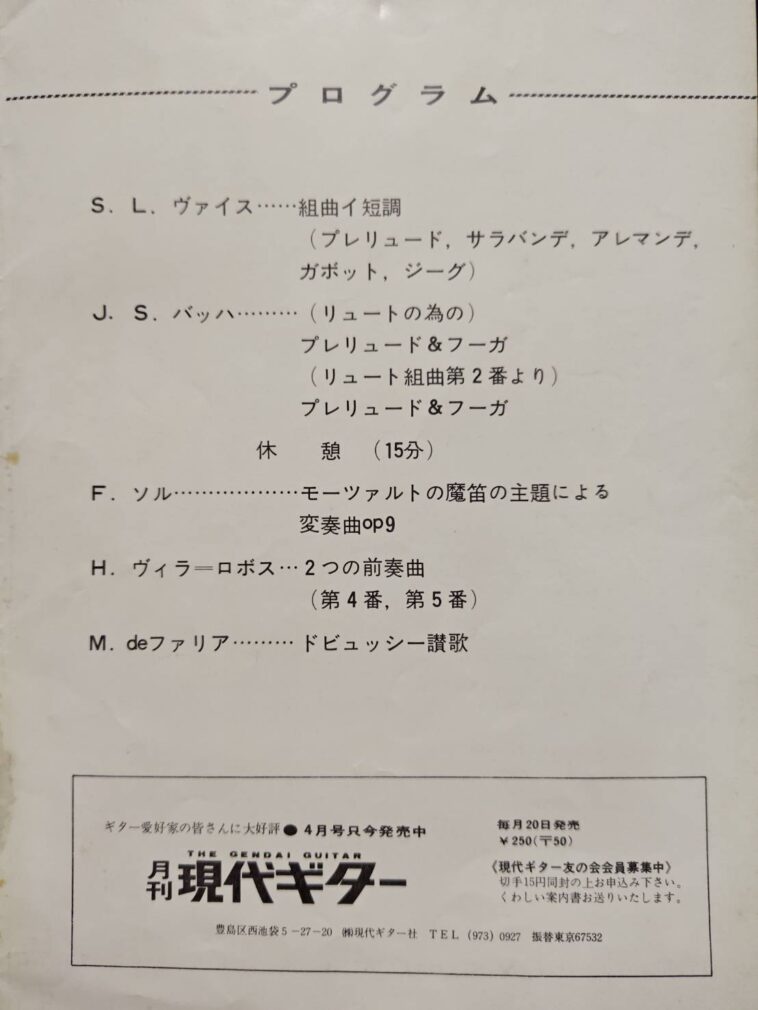 プログラム
S. L. ヴァイス……組曲イ短調
(プレリュード, サラバンデ, アレマンデ,
ガボット, ジーグ)
J. S. バッハ………(リュートの為の)
プレリュード&フーガ
(リュート組曲第2番より)
プレリュード&フーガ
休憩 (15分)
F. ソル………………モーツァルトの魔笛の主題による
変奏曲op9
H. ヴィラ=ロボス…2つの前奏曲
(第4番, 第5番)
M. deファリア………ドビュッシー讃歌
ギター愛好家の皆さんに大好評●4月号只今発売中
THE GENDAI GUITAR
月刊 現代ギター
毎月20日発売
¥250(〒50)
《現代ギター友の会会員募集中》
切手15円同封の上お申込み下さい。
くわしい案内書お送りいたします。
豊島区西池袋5-27-20 ㈱現代ギター社 TEL (973) 0927 振替東京67532